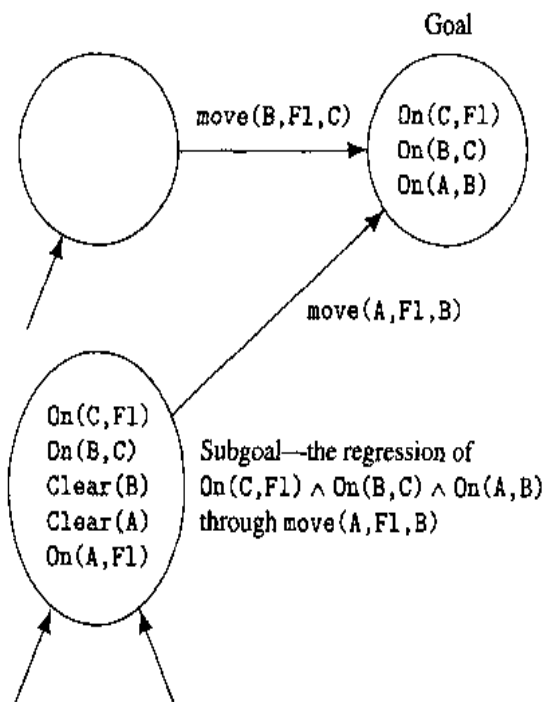 Goal
move(B,Fl,C)
On(C,Fl)
On(B,C)
On(A,B)
move(A,Fl,B)
On(C,Fl)
On(B,C)
Clear(B)
Clear(A)
On(A,Fl)
Subgoal—the regression of
On(C,Fl) ∧ On(B,C) ∧ On(A,B)
through move(A,Fl,B)